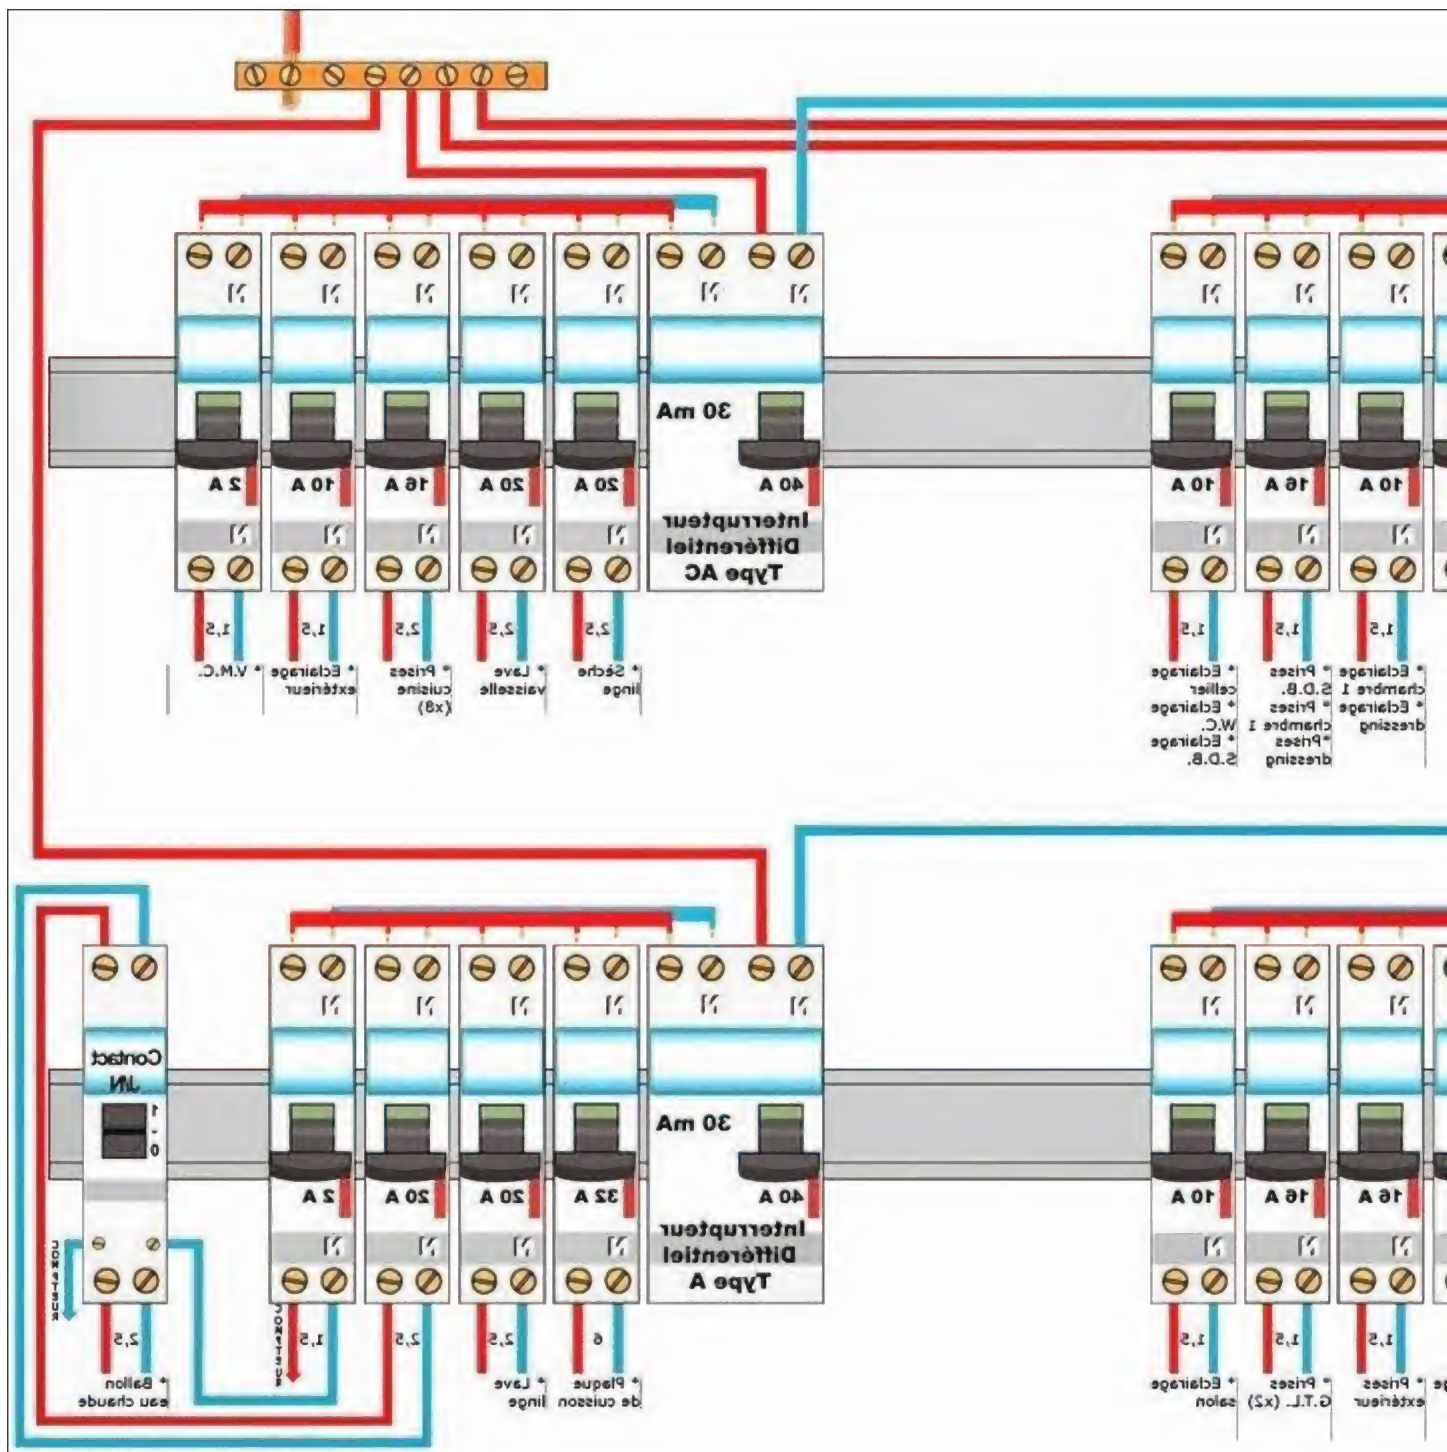 30 mA
2 A
10 A
16 A
20 A
20 A
40 A
10 A
16 A
10 A
Interrupteur
Différentiel
Type AC
1,5
1,5
2,5
2,5
2,5
1,5
1,5
1,5
* V.M.C.
* Eclairage
extérieur
* Prises
cuisine
(x8)
* Lave
vaisselle
* Sèche
linge
* Eclairage
cellier
* Eclairage
W.C.
* Eclairage
S.D.B.
* Prises
S.D.B.
* Prises
chambre 1
*Prises
dressing
* Eclairage
chambre 1
* Eclairage
dressing
Contact
J/N
1
-
0
30 mA
2 A
20 A
20 A
32 A
40 A
10 A
16 A
16 A
Interrupteur
Différentiel
Type A
COMPTEUR
COMPTEUR
2,5
1,5
2,5
2,5
6
1,5
1,5
1,5
* Ballon
eau chaude
* Lave
linge
* Plaque
de cuisson
* Eclairage
salon
* Prises
G.T.L. (x2)
* Prises
extérieur